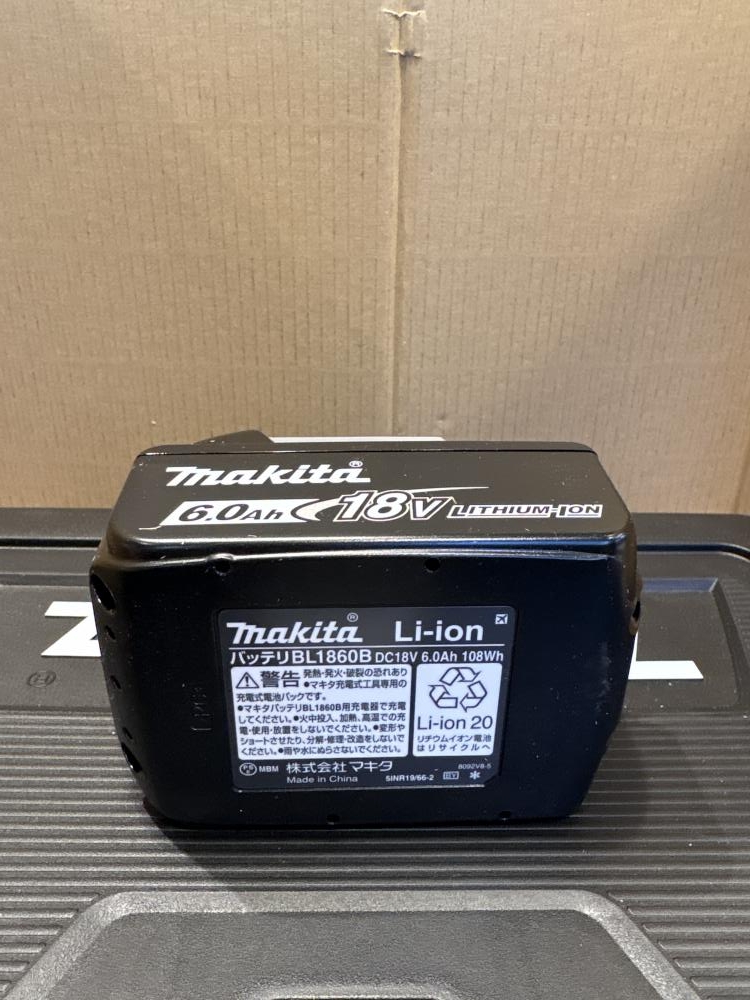 makita®
6.0Ah 18V LITHIUM-ION
makita® Li-ion
バッテリBL1860B DC18V 6.0Ah 108Wh
警告 発熱・発火・破裂の恐れあり
●マキタ充電式工具専用の
充電式電池パックです。
●マキタバッテリBL1860B用充電器で充電
してください。●火中投入、加熱、高温での充
電・使用・放置をしないでください。●変形や
ショートさせたり、分解・修理・改造をしないで
ください。●雨や水にぬらさないでください。
Li-ion 20
リチウムイオン電池
はリサイクルへ
MBM 株式会社マキタ
Made in China
5INR19/66-2
8092V8-5
Z
L